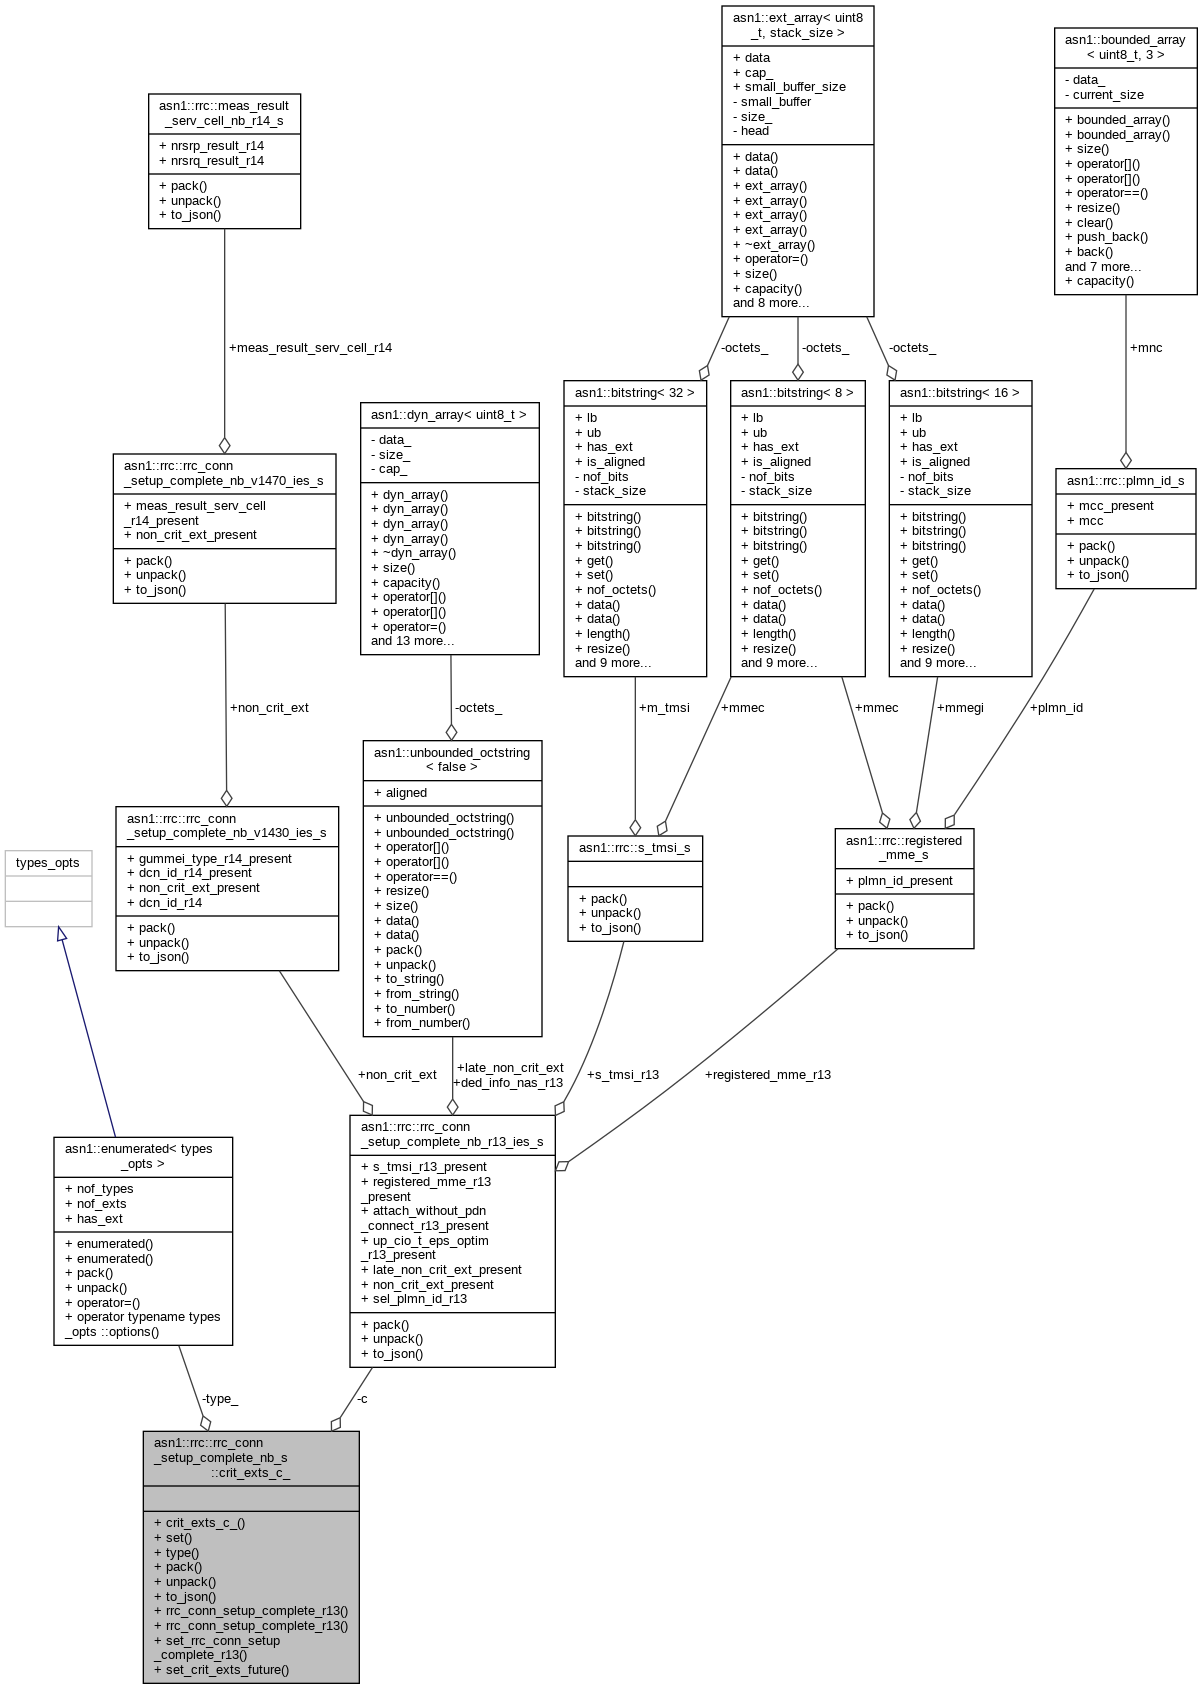 asn1::ext_array< uint8
_t, stack_size >
+ data
+ cap_
+ small_buffer_size
- small_buffer
- size_
- head
+ data()
+ data()
+ ext_array()
+ ext_array()
+ ext_array()
+ ext_array()
+ ~ext_array()
+ operator=()
+ size()
+ capacity()
and 8 more...
asn1::bounded_array
< uint8_t, 3 >
- data_
- current_size
+ bounded_array()
+ bounded_array()
+ size()
+ operator[]()
+ operator[]()
+ operator==()
+ resize()
+ clear()
+ push_back()
+ back()
and 7 more...
+ capacity()
asn1::rrc::meas_result
_serv_cell_nb_r14_s
+ nrsrp_result_r14
+ nrsrq_result_r14
+ pack()
+ unpack()
+ to_json()
+meas_result_serv_cell_r14
-octets_
-octets_
-octets_
+mnc
asn1::rrc::rrc_conn
_setup_complete_nb_v1470_ies_s
+ meas_result_serv_cell
_r14_present
+ non_crit_ext_present
+ pack()
+ unpack()
+ to_json()
asn1::dyn_array< uint8_t >
- data_
- size_
- cap_
+ dyn_array()
+ dyn_array()
+ dyn_array()
+ dyn_array()
+ ~dyn_array()
+ size()
+ capacity()
+ operator[]()
+ operator[]()
+ operator=()
and 13 more...
asn1::bitstring< 32 >
+ lb
+ ub
+ has_ext
+ is_aligned
- nof_bits
- stack_size
+ bitstring()
+ bitstring()
+ bitstring()
+ get()
+ set()
+ nof_octets()
+ data()
+ data()
+ length()
+ resize()
and 9 more...
asn1::bitstring< 8 >
+ lb
+ ub
+ has_ext
+ is_aligned
- nof_bits
- stack_size
+ bitstring()
+ bitstring()
+ bitstring()
+ get()
+ set()
+ nof_octets()
+ data()
+ data()
+ length()
+ resize()
and 9 more...
asn1::bitstring< 16 >
+ lb
+ ub
+ has_ext
+ is_aligned
- nof_bits
- stack_size
+ bitstring()
+ bitstring()
+ bitstring()
+ get()
+ set()
+ nof_octets()
+ data()
+ data()
+ length()
+ resize()
and 9 more...
asn1::rrc::plmn_id_s
+ mcc_present
+ mcc
+ pack()
+ unpack()
+ to_json()
+non_crit_ext
-octets_
+m_tmsi
+mmec
+mmec
+mmegi
+plmn_id
asn1::rrc::rrc_conn
_setup_complete_nb_v1430_ies_s
+ gummei_type_r14_present
+ dcn_id_r14_present
+ non_crit_ext_present
+ dcn_id_r14
+ pack()
+ unpack()
+ to_json()
asn1::unbounded_octstring
< false >
+ aligned
+ unbounded_octstring()
+ unbounded_octstring()
+ operator[]()
+ operator[]()
+ operator==()
+ resize()
+ size()
+ data()
+ data()
+ pack()
+ unpack()
+ to_string()
+ from_string()
+ to_number()
+ from_number()
asn1::rrc::s_tmsi_s
+ pack()
+ unpack()
+ to_json()
asn1::rrc::registered
_mme_s
+ plmn_id_present
+ pack()
+ unpack()
+ to_json()
types_opts
+non_crit_ext
+late_non_crit_ext
+ded_info_nas_r13
+s_tmsi_r13
+registered_mme_r13
asn1::enumerated< types
_opts >
+ nof_types
+ nof_exts
+ has_ext
+ enumerated()
+ enumerated()
+ pack()
+ unpack()
+ operator=()
+ operator typename types
_opts ::options()
asn1::rrc::rrc_conn
_setup_complete_nb_r13_ies_s
+ s_tmsi_r13_present
+ registered_mme_r13
_present
+ attach_without_pdn
_connect_r13_present
+ up_cio_t_eps_optim
_r13_present
+ late_non_crit_ext_present
+ non_crit_ext_present
+ sel_plmn_id_r13
+ pack()
+ unpack()
+ to_json()
-type_
-c
asn1::rrc::rrc_conn
_setup_complete_nb_s
::crit_exts_c_
+ crit_exts_c_()
+ set()
+ type()
+ pack()
+ unpack()
+ to_json()
+ rrc_conn_setup_complete_r13()
+ rrc_conn_setup_complete_r13()
+ set_rrc_conn_setup
_complete_r13()
+ set_crit_exts_future()